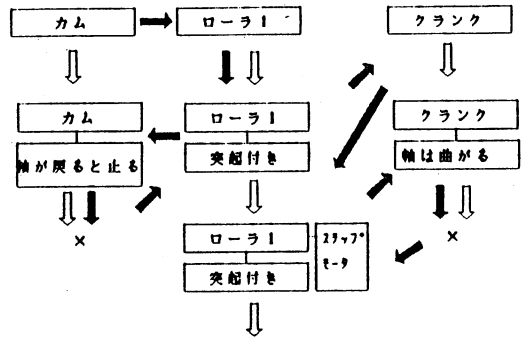 カム
ローラ1
クランク
カム
軸が戻ると止る
ローラ1
突起付き
クランク
軸は曲がる
×
×
ローラ1
突起付き
ステップ
モータ